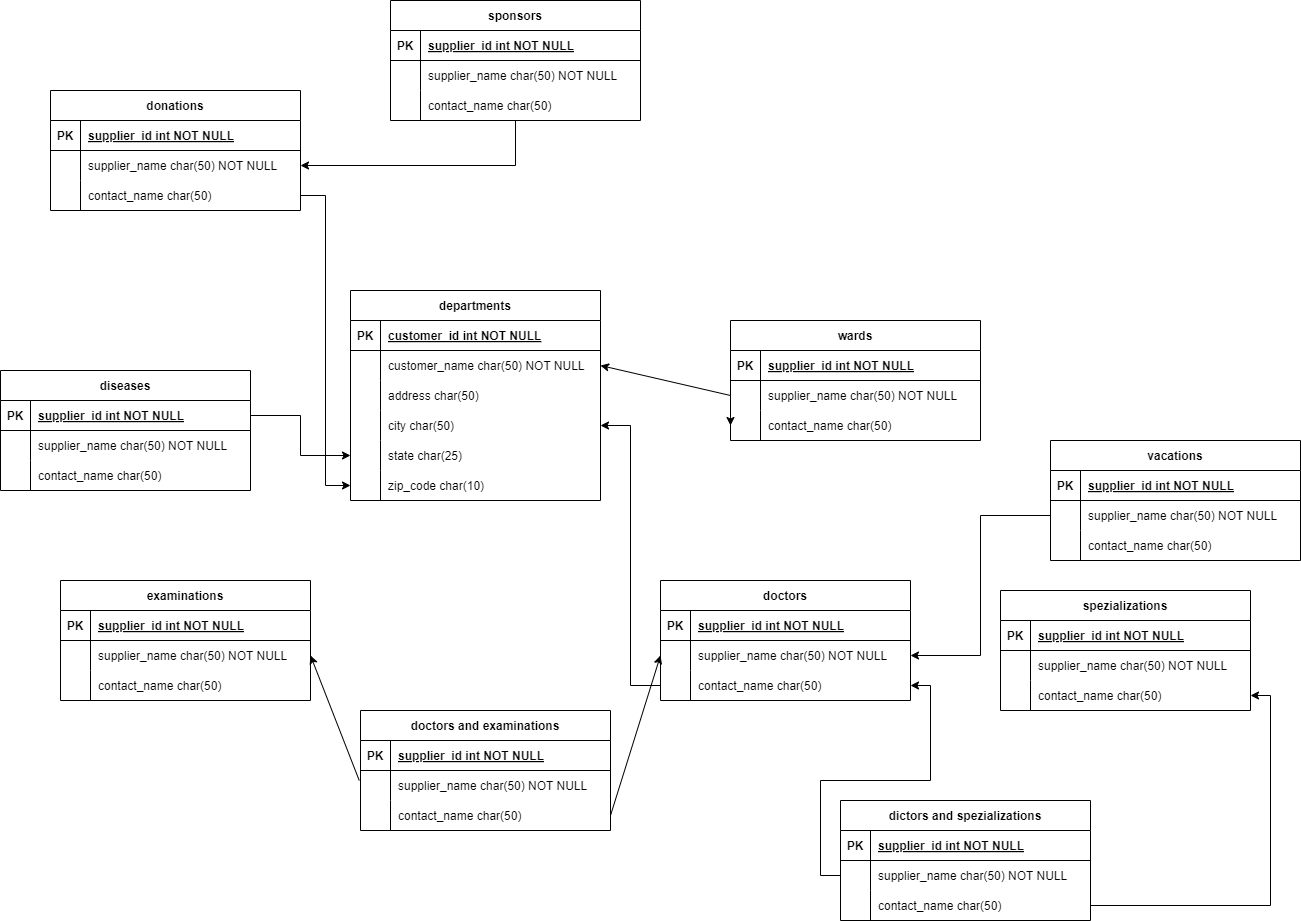 sponsors
PK supplier_id int NOT NULL
supplier_name char(50) NOT NULL
contact_name char(50)
donations
PK supplier_id int NOT NULL
supplier_name char(50) NOT NULL
contact_name char(50)
departments
PK customer_id int NOT NULL
customer_name char(50) NOT NULL
address char(50)
city char(50)
state char(25)
zip_code char(10)
wards
PK supplier_id int NOT NULL
supplier_name char(50) NOT NULL
contact_name char(50)
diseases
PK supplier_id int NOT NULL
supplier_name char(50) NOT NULL
contact_name char(50)
vacations
PK supplier_id int NOT NULL
supplier_name char(50) NOT NULL
contact_name char(50)
examinations
PK supplier_id int NOT NULL
supplier_name char(50) NOT NULL
contact_name char(50)
doctors
PK supplier_id int NOT NULL
supplier_name char(50) NOT NULL
contact_name char(50)
spezializations
PK supplier_id int NOT NULL
supplier_name char(50) NOT NULL
contact_name char(50)
doctors and examinations
PK supplier_id int NOT NULL
supplier_name char(50) NOT NULL
contact_name char(50)
dictors and spezializations
PK supplier_id int NOT NULL
supplier_name char(50) NOT NULL
contact_name char(50)